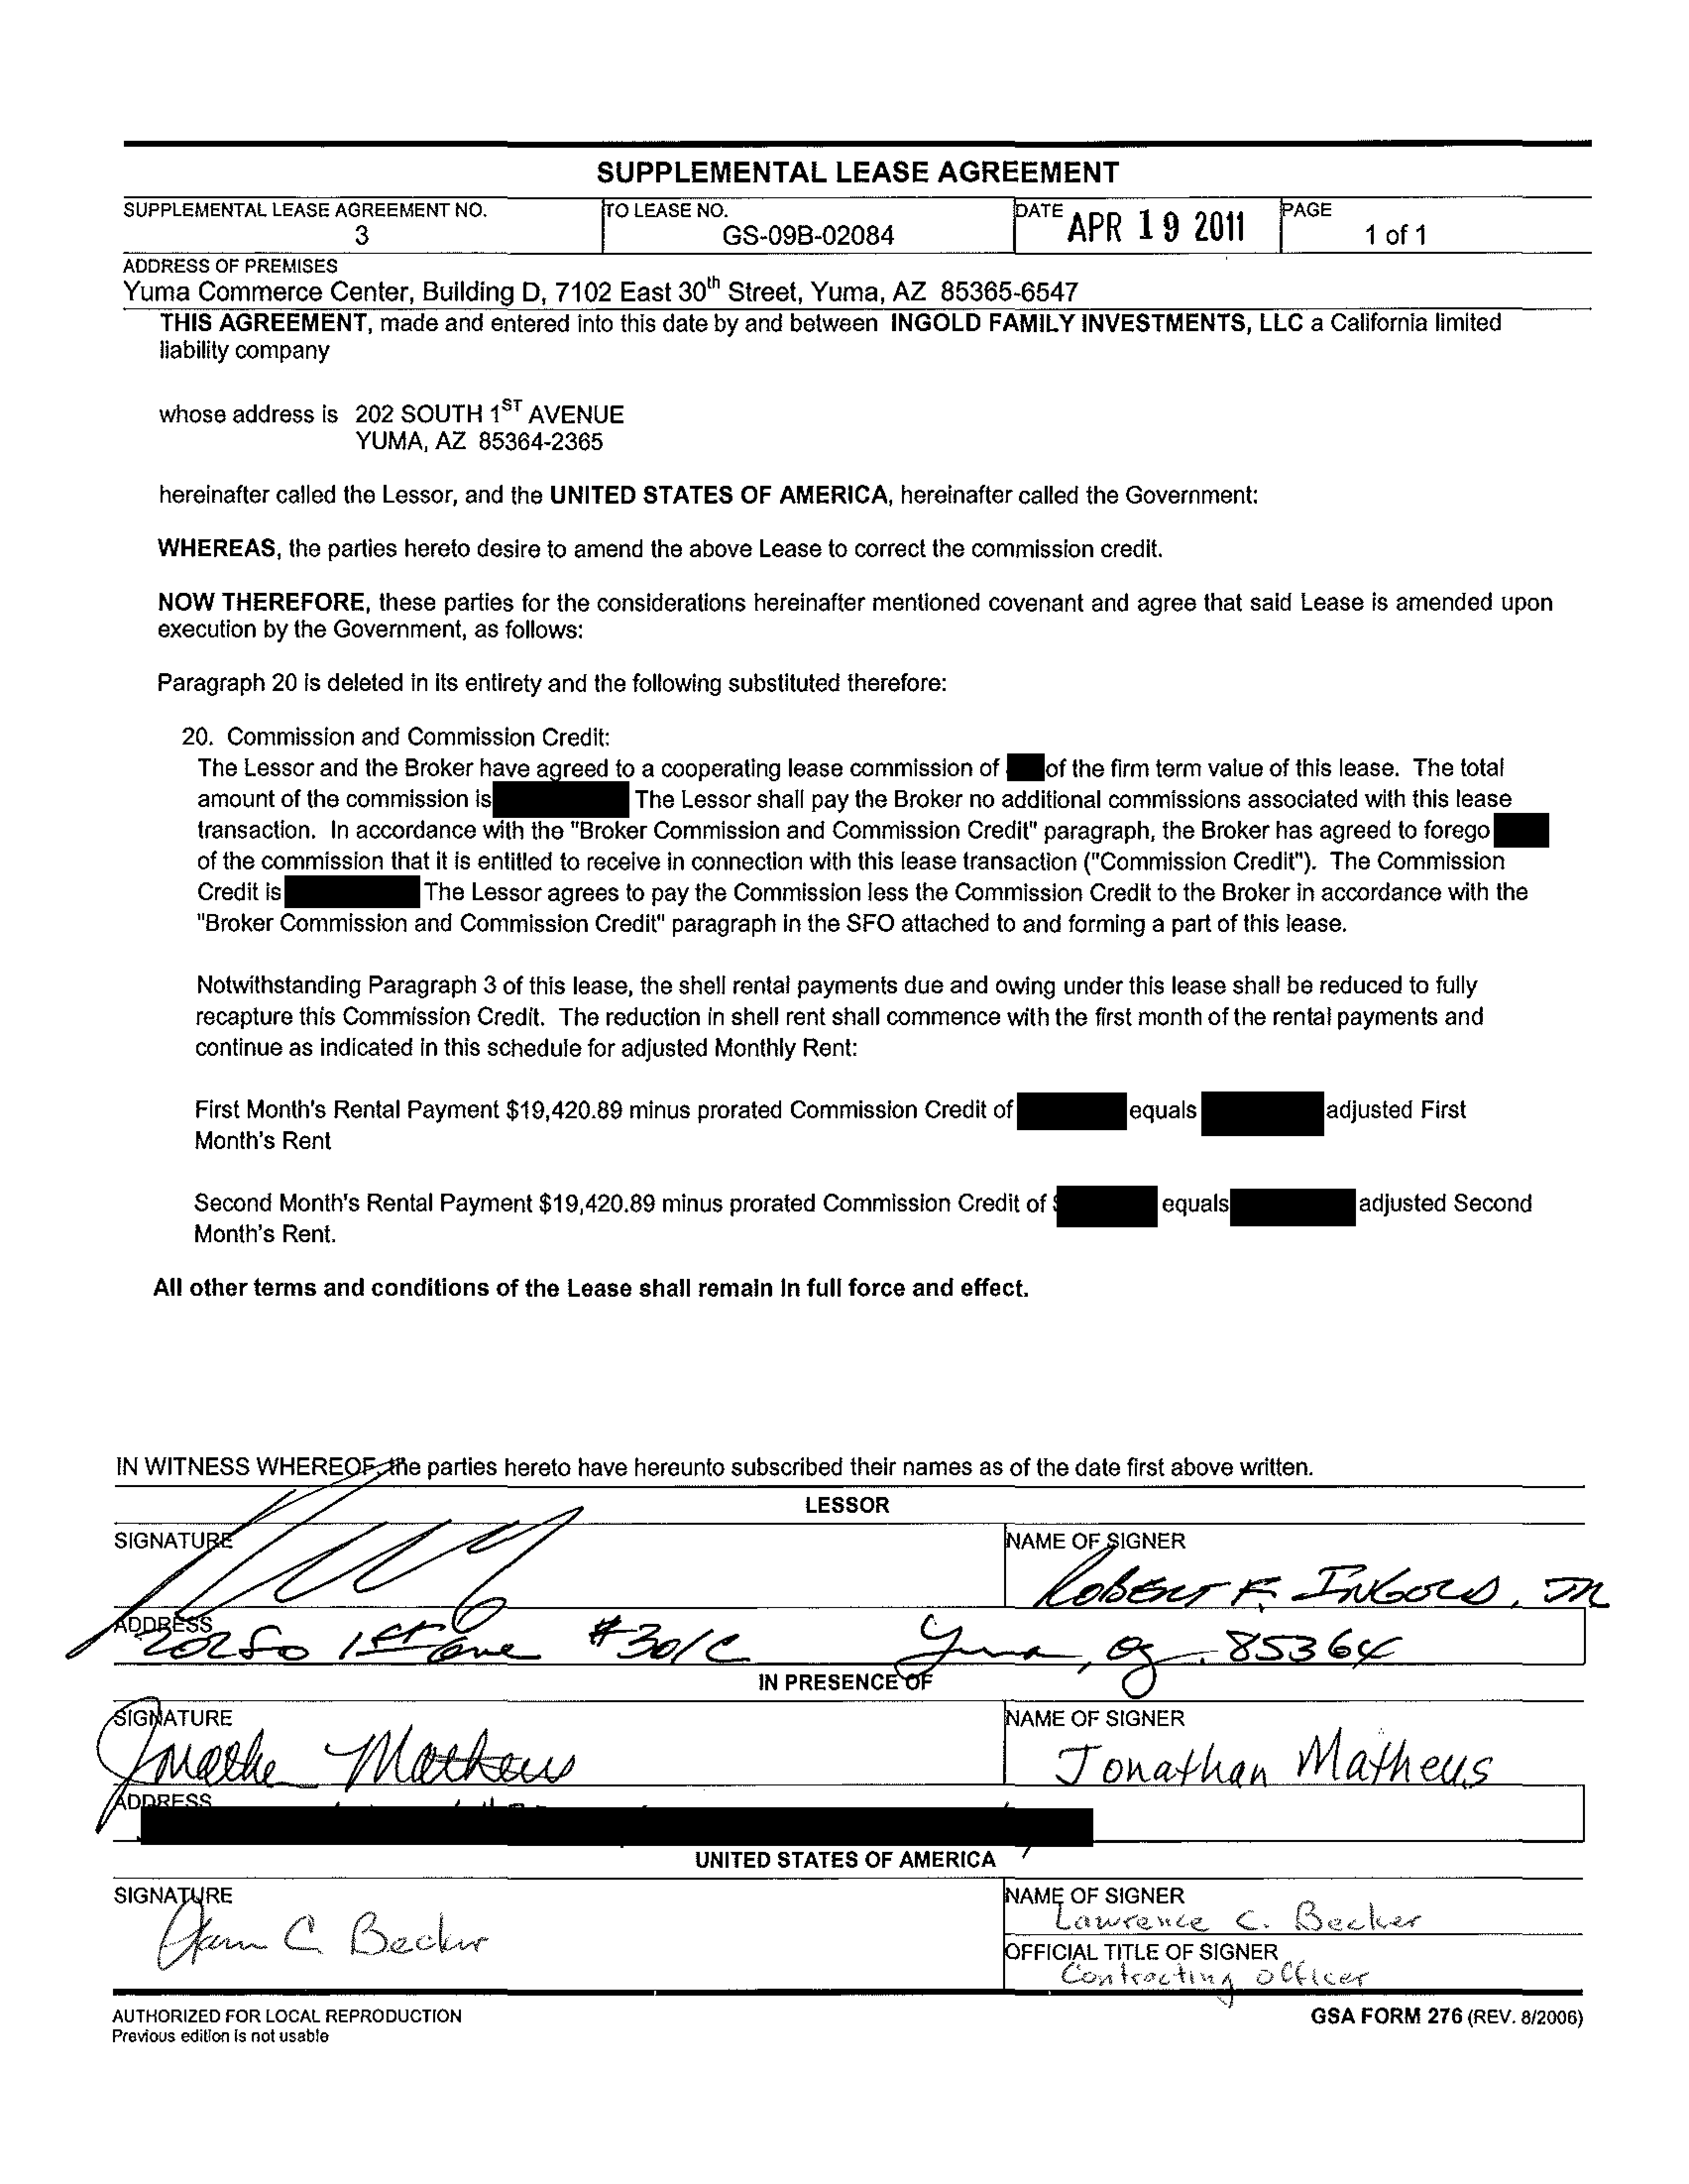 SUPPLEMENTAL LEASE AGREEMENT
SUPPLEMENTAL LEASE AGREEMENT NO.
3
TO LEASE NO.
GS-09B-02084
DATE
APR 19 2011
PAGE
1 of 1
ADDRESS OF PREMISES
Yuma Commerce Center, Building D, 7102 East 30th Street, Yuma, AZ 85365-6547
THIS AGREEMENT, made and entered into this date by and between INGOLD FAMILY INVESTMENTS, LLC a California limited
liability company
whose address is 202 SOUTH 1ST AVENUE
YUMA, AZ 85364-2365
hereinafter called the Lessor, and the UNITED STATES OF AMERICA, hereinafter called the Government:
WHEREAS, the parties hereto desire to amend the above Lease to correct the commission credit.
NOW THEREFORE, these parties for the considerations hereinafter mentioned covenant and agree that said Lease is amended upon
execution by the Government, as follows:
Paragraph 20 is deleted in its entirety and the following substituted therefore:
20. Commission and Commission Credit:
The Lessor and the Broker have agreed to a cooperating lease commission of of the firm term value of this lease. The total
amount of the commission is The Lessor shall pay the Broker no additional commissions associated with this lease
transaction. In accordance with the "Broker Commission and Commission Credit" paragraph, the Broker has agreed to forego
of the commission that it is entitled to receive in connection with this lease transaction ("Commission Credit"). The Commission
Credit is The Lessor agrees to pay the Commission less the Commission Credit to the Broker in accordance with the
"Broker Commission and Commission Credit" paragraph in the SFO attached to and forming a part of this lease.
Notwithstanding Paragraph 3 of this lease, the shell rental payments due and owing under this lease shall be reduced to fully
recapture this Commission Credit. The reduction in shell rent shall commence with the first month of the rental payments and
continue as indicated in this schedule for adjusted Monthly Rent:
First Month's Rental Payment $19,420.89 minus prorated Commission Credit of equals adjusted First
Month's Rent
Second Month's Rental Payment $19,420.89 minus prorated Commission Credit of equals adjusted Second
Month's Rent.
All other terms and conditions of the Lease shall remain in full force and effect.
IN WITNESS WHEREOF, the parties hereto have hereunto subscribed their names as of the date first above written.
LESSOR
SIGNATURE
NAME OF SIGNER
ROBERT F. INGOLD, JR
ADDRESS
202 So 1st Ave #301C Yuma, az. 85364
IN PRESENCE OF
SIGNATURE
Jonathan Matheus
NAME OF SIGNER
Jonathan Matheus
ADDRESS
UNITED STATES OF AMERICA
SIGNATURE
C Becker
NAME OF SIGNER
Lawrence C. Becker
OFFICIAL TITLE OF SIGNER
Contracting officer
AUTHORIZED FOR LOCAL REPRODUCTION
Previous edition is not usable
GSA FORM 276 (REV. 8/2006)